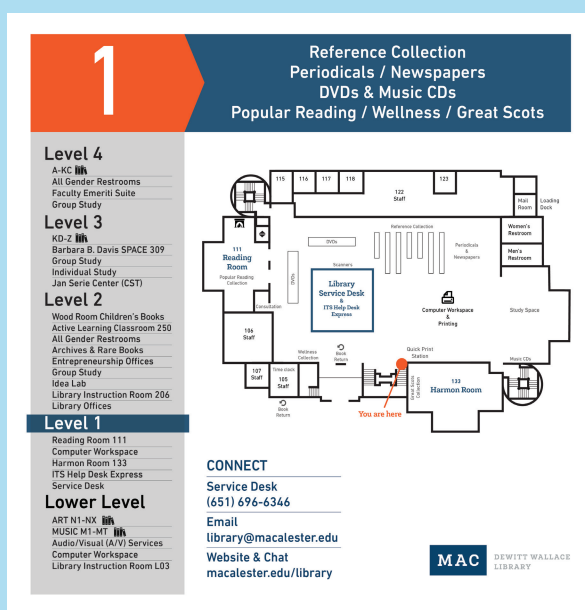 1
Reference Collection
Periodicals / Newspapers
DVDs & Music CDs
Popular Reading / Wellness / Great Scots
Level 4
A-KC
All Gender Restrooms
Faculty Emeriti Suite
Group Study
Level 3
KD-Z
Barbara B. Davis SPACE 309
Group Study
Individual Study
Jan Serie Center (CST)
Level 2
Wood Room Children's Books
Active Learning Classroom 250
All Gender Restrooms
Archives & Rare Books
Entrepreneurship Offices
Group Study
Idea Lab
Library Instruction Room 206
Library Offices
Level 1
Reading Room 111
Computer Workspace
Harmon Room 133
ITS Help Desk Express
Service Desk
Lower Level
ART N1-NX
MUSIC M1-MT
Audio/Visual (A/V) Services
Computer Workspace
Library Instruction Room L03
115
116
117
118
122
Staff
123
Mail
Room
Loading
Dock
Women's
Restroom
Men's
Restroom
Reference Collection
Periodicals
&
Newspapers
DVDs
DVDs
111
Reading
Room
Popular Reading
Collection
Scanners
Library
Service Desk
&
ITS Help Desk
Express
Consultation
Computer Workspace
&
Printing
Study Space
106
Staff
Wellness
Collection
Book
Return
Quick Print
Station
Music CDs
107
Staff
Time clock
105
Staff
Book
Return
Great Scots
Collection
133
Harmon Room
You are here
CONNECT
Service Desk
(651) 696-6346
Email
library@macalester.edu
Website & Chat
macalester.edu/library
MAC
DEWITT WALLACE
LIBRARY